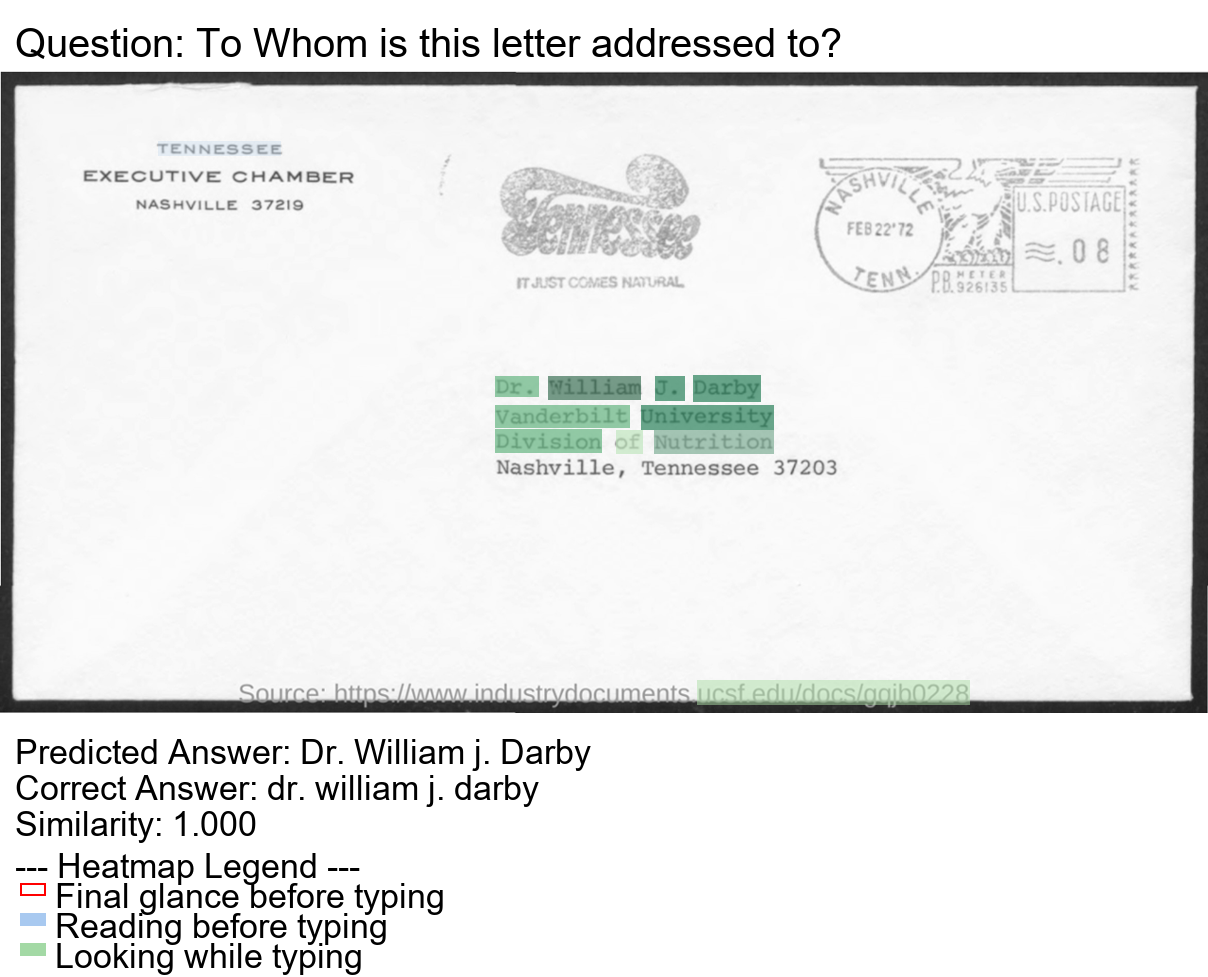 Question: To Whom is this letter addressed to?
TENNESSEE
EXECUTIVE CHAMBER
NASHVILLE 37219
Tennessee
IT JUST COMES NATURAL
NASHVILLE
FEB 22'72
TENN.
U.S. POSTAGE
.08
P.B. METER
926135
Dr. William J. Darby
Vanderbilt University
Division of Nutrition
Nashville, Tennessee 37203
Source: https://www.industrydocuments.ucsf.edu/docs/gqjb0228
Predicted Answer: Dr. William j. Darby
Correct Answer: dr. william j. darby
Similarity: 1.000
--- Heatmap Legend ---
Final glance before typing
Reading before typing
Looking while typing